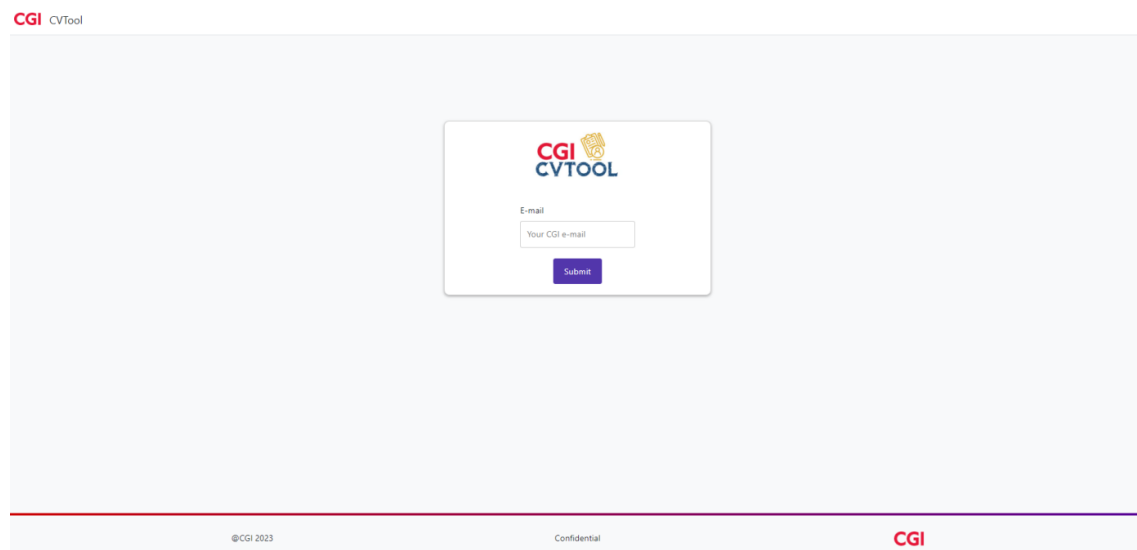 CGI CVTool
CGI
CVTOOL
E-mail
Your CGI e-mail
Submit
@CGI 2023 Confidential CGI